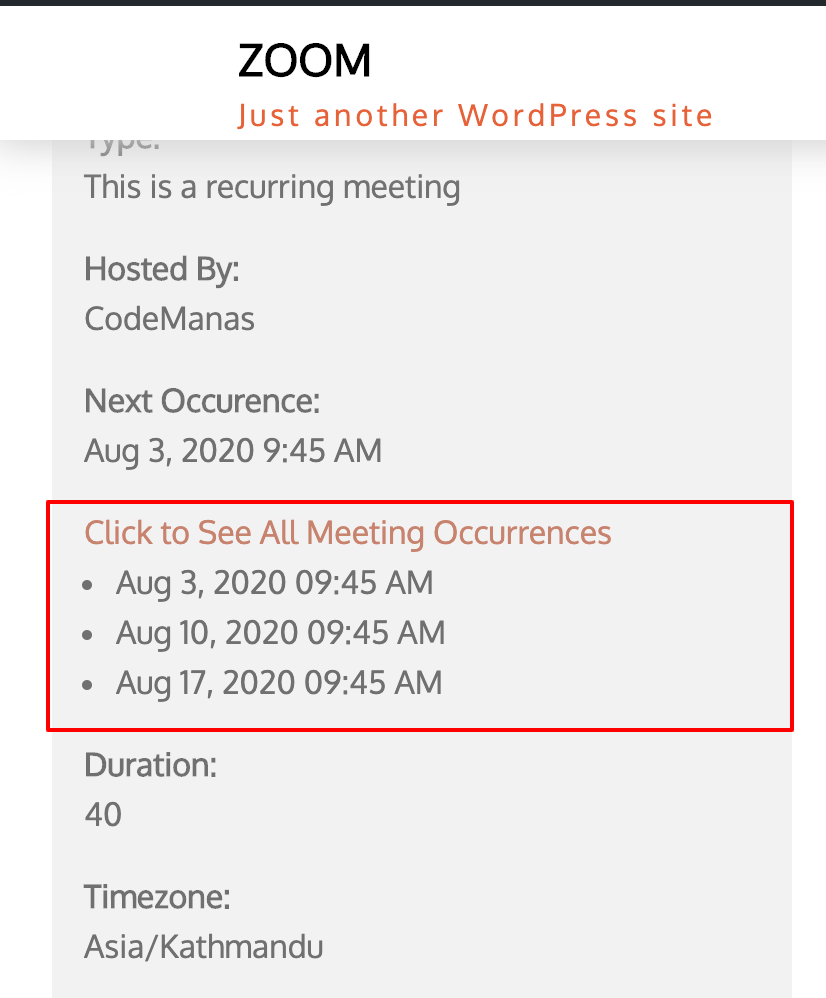 ZOOM
Just another WordPress site
Type:
This is a recurring meeting
Hosted By:
CodeManas
Next Occurence:
Aug 3, 2020 9:45 AM
Click to See All Meeting Occurrences
Aug 3, 2020 09:45 AM
Aug 10, 2020 09:45 AM
Aug 17, 2020 09:45 AM
Duration:
40
Timezone:
Asia/Kathmandu